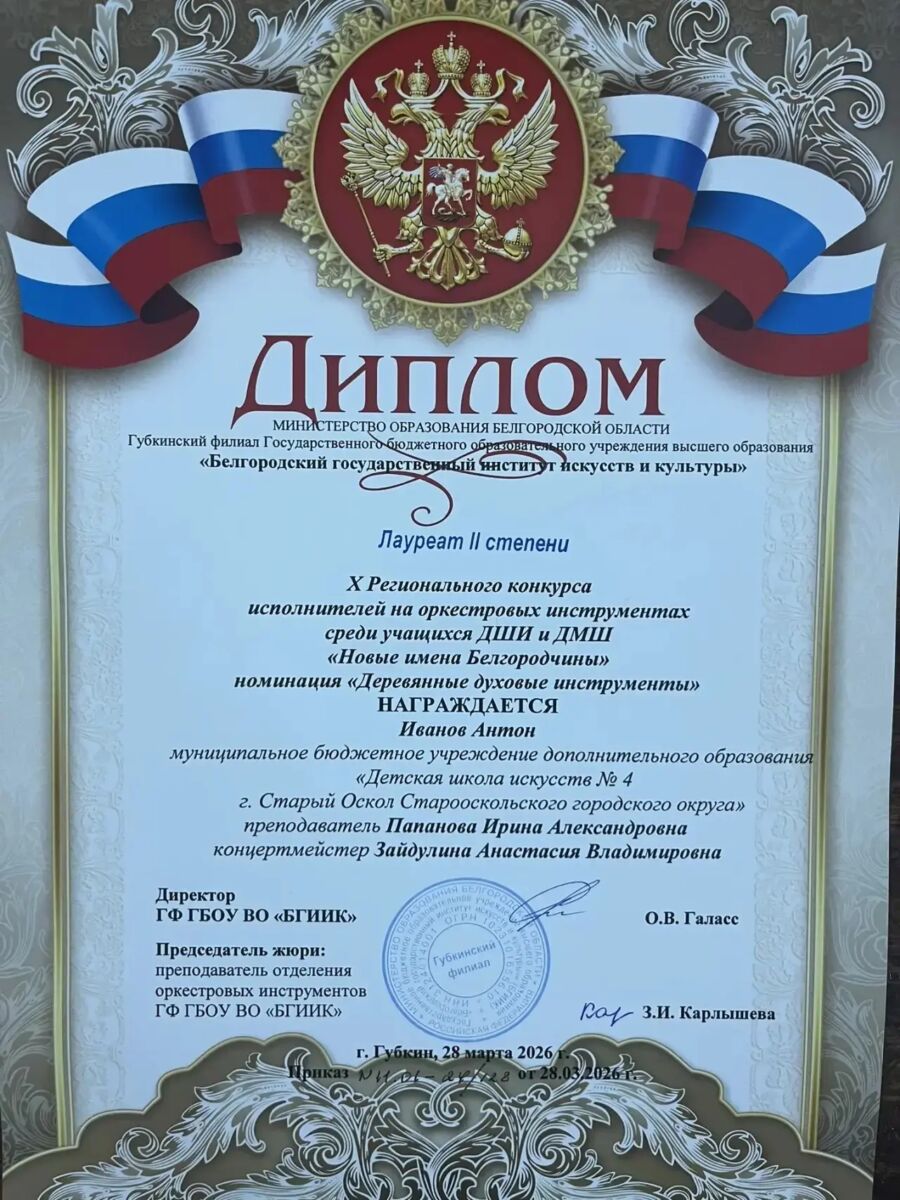 Диплом
МИНИСТЕРСТВО ОБРАЗОВАНИЯ БЕЛГОРОДСКОЙ ОБЛАСТИ
Губкинский филиал Государственного бюджетного образовательного учреждения высшего образования
«Белгородский государственный институт искусств и культуры»
Лауреат II степени
X Регионального конкурса
исполнителей на оркестровых инструментах
среди учащихся ДШИ и ДМШ
«Новые имена Белгородчины»
номинация «Деревянные духовые инструменты»
НАГРАЖДАЕТСЯ
Иванов Антон
муниципальное бюджетное учреждение дополнительного образования
«Детская школа искусств № 4
г. Старый Оскол Старооскольского городского округа»
преподаватель Папанова Ирина Александровна
концертмейстер Зайдулина Анастасия Владимировна
Директор
ГФ ГБОУ ВО «БГИИК»
О.В. Галасс
Председатель жюри:
преподаватель отделения
оркестровых инструментов
ГФ ГБОУ ВО «БГИИК»
З.И. Карлышева
Губкинский
филиал
г. Губкин, 28 марта 2026 г.
Приказ от 28.03.2026 г.